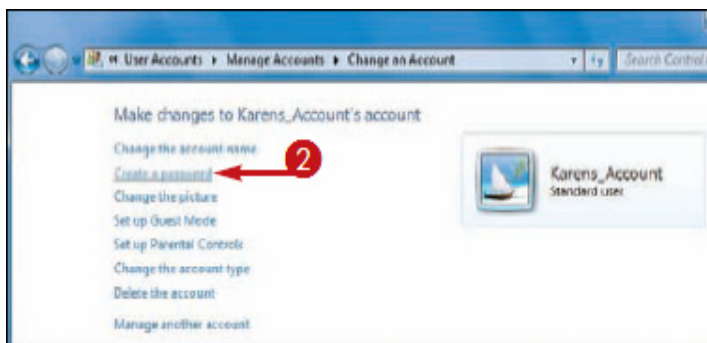 « User Accounts ▸ Manage Accounts ▸ Change an Account
Search Control
Make changes to Karens_Account's account
Change the account name
Create a password
2
Change the picture
Set up Guest Mode
Set up Parental Controls
Change the account type
Delete the account
Manage another account
Karens_Account
Standard user